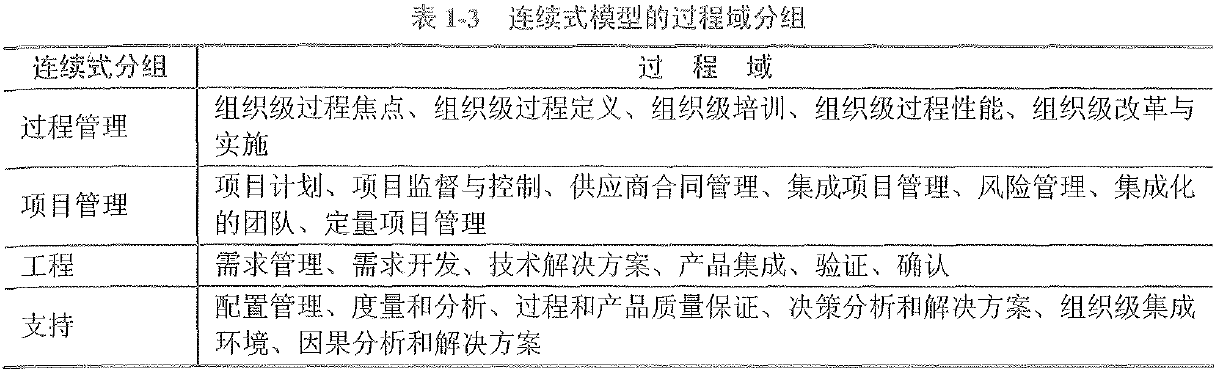 表 1-3 连续式模型的过程域分组
连续式分组 过 程 域
过程管理 组织级过程焦点、组织级过程定义、组织级培训、组织级过程性能、组织级改革与
实施
项目管理 项目计划、项目监督与控制、供应商合同管理、集成项目管理、风险管理、集成化
的团队、定量项目管理
工程 需求管理、需求开发、技术解决方案、产品集成、验证、确认
支持 配置管理、度量和分析、过程和产品质量保证、决策分析和解决方案、组织级集成
环境、因果分析和解决方案